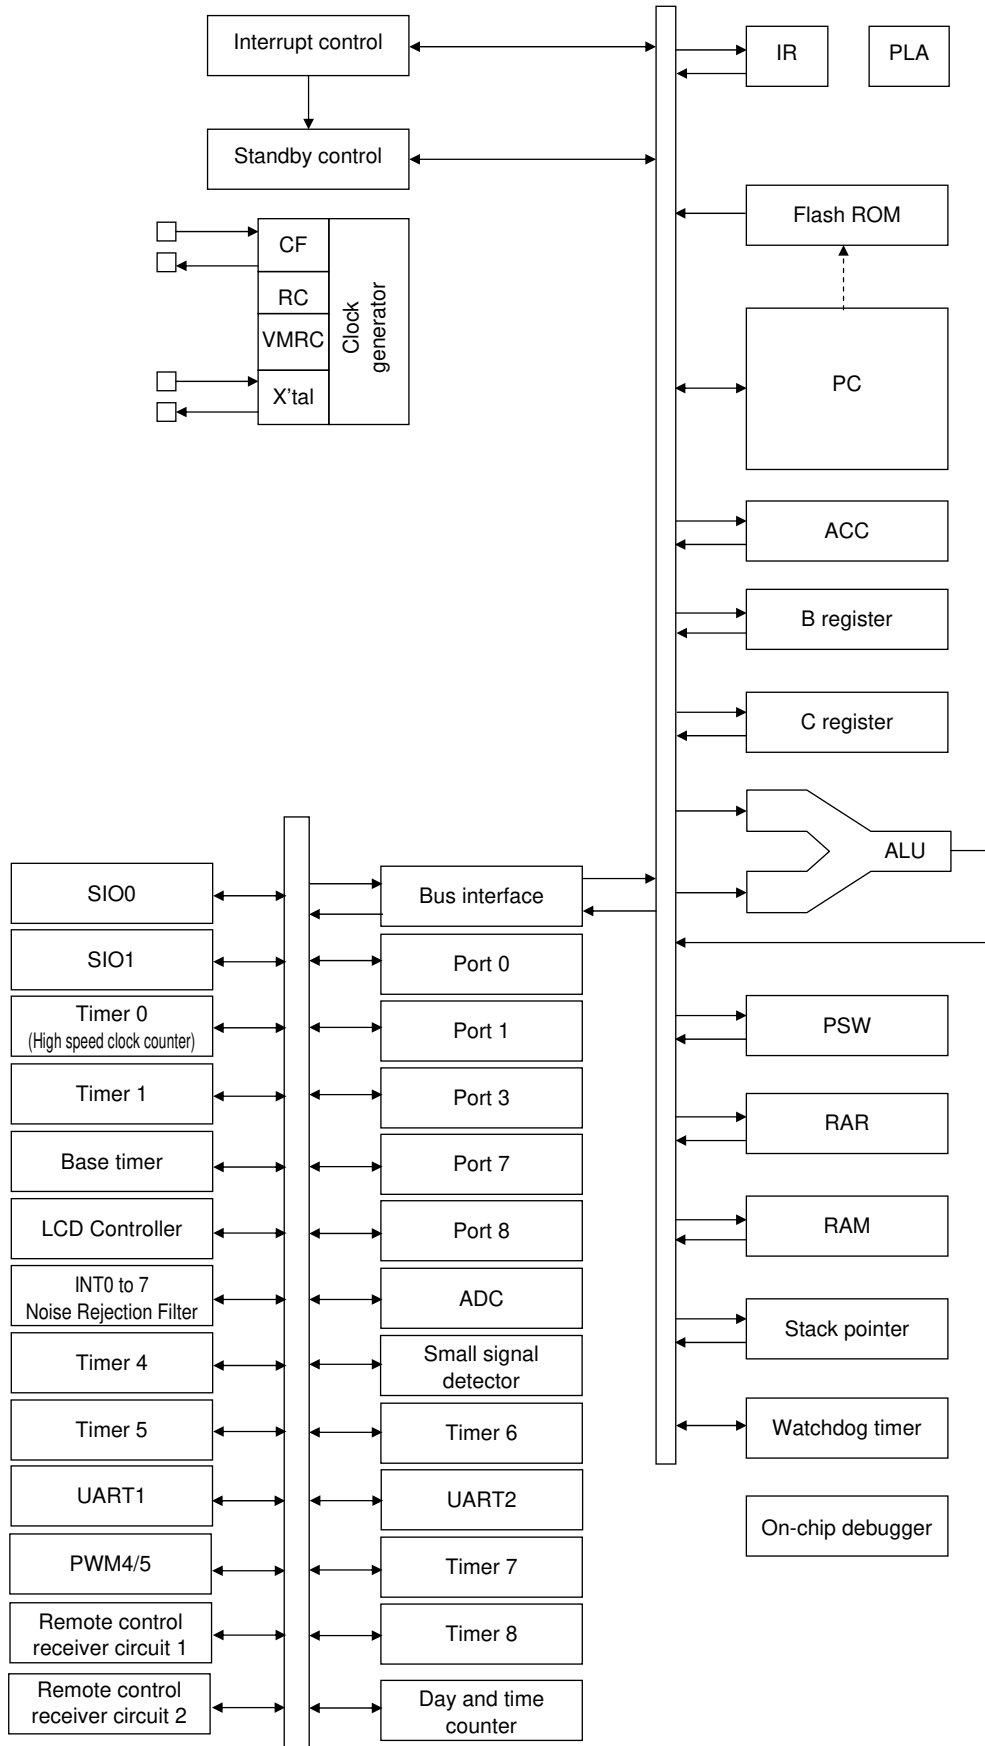 Interrupt control
IR
PLA
Standby control
Flash ROM
CF
RC
VMRC
X'tal
Clock
generator
PC
ACC
B register
C register
ALU
SIO0
Bus interface
SIO1
Port 0
Timer 0
(High speed clock counter)
Port 1
PSW
Timer 1
Port 3
RAR
Base timer
Port 7
LCD Controller
Port 8
RAM
INT0 to 7
Noise Rejection Filter
ADC
Stack pointer
Timer 4
Small signal
detector
Timer 5
Timer 6
Watchdog timer
UART1
UART2
On-chip debugger
PWM4/5
Timer 7
Remote control
receiver circuit 1
Timer 8
Remote control
receiver circuit 2
Day and time
counter